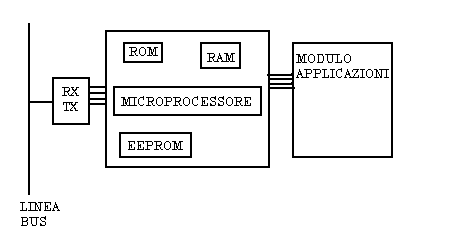 ROM
RAM
MODULO
APPLICAZIONI
RX
TX
MICROPROCESSORE
EEPROM
LINEA
BUS